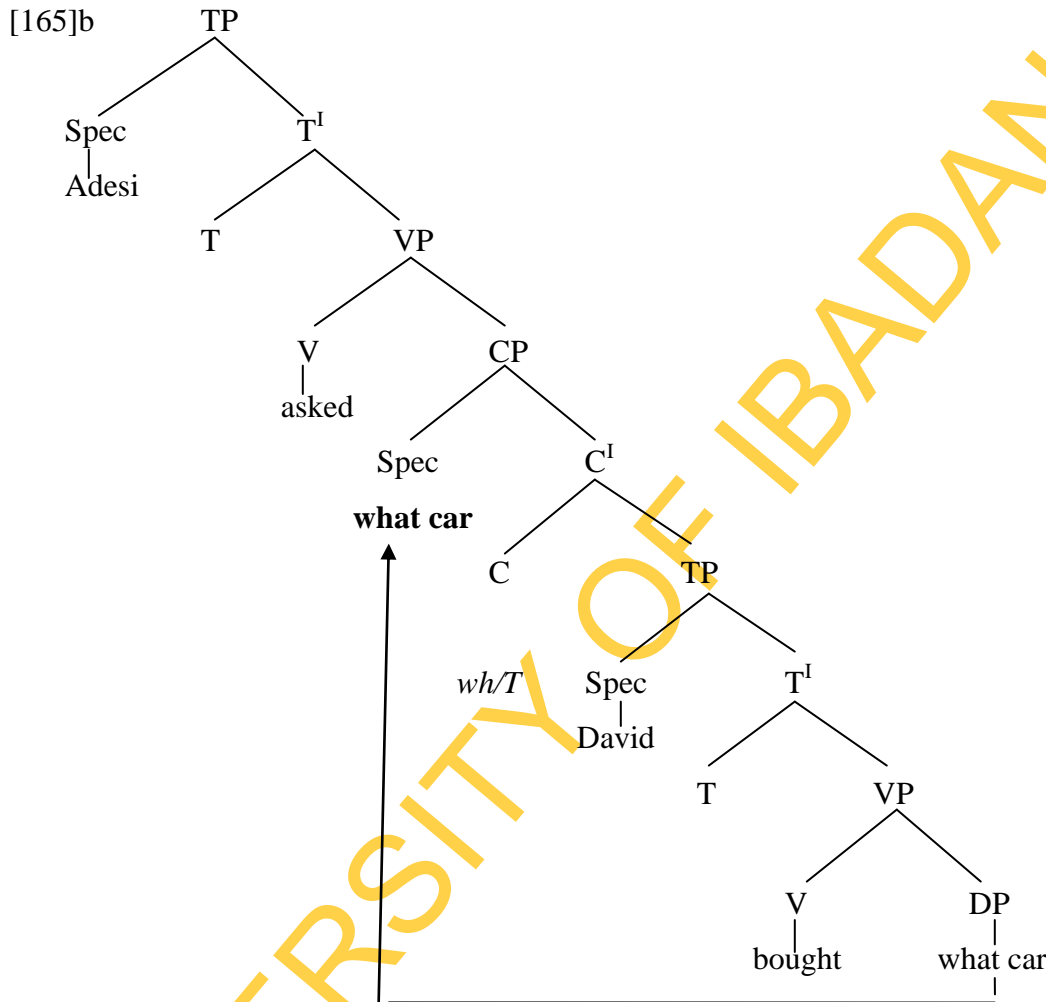 [165]b TP
Spec T^I
Adesi
T VP
V CP
asked
Spec C^I
what car
C TP
wh/T Spec T^I
David
T VP
V DP
bought what car
ERSITY OF IBADAN